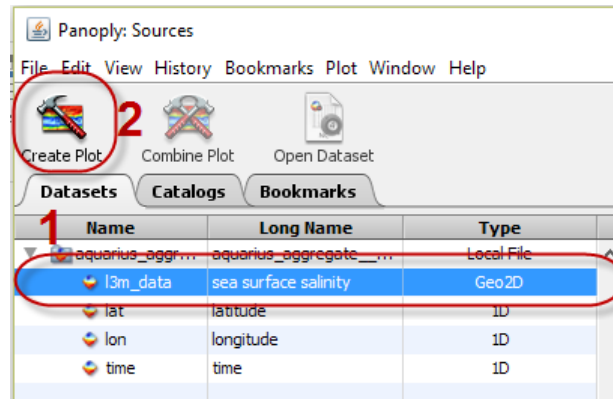 Panoply: Sources
File Edit View History Bookmarks Plot Window Help
2
Create Plot Combine Plot Open Dataset
Datasets Catalogs Bookmarks
1
Name Long Name Type
aquarius_aggr... aquarius_aggregate__... Local File
l3m_data sea surface salinity Geo2D
lat latitude 1D
lon longitude 1D
time time 1D